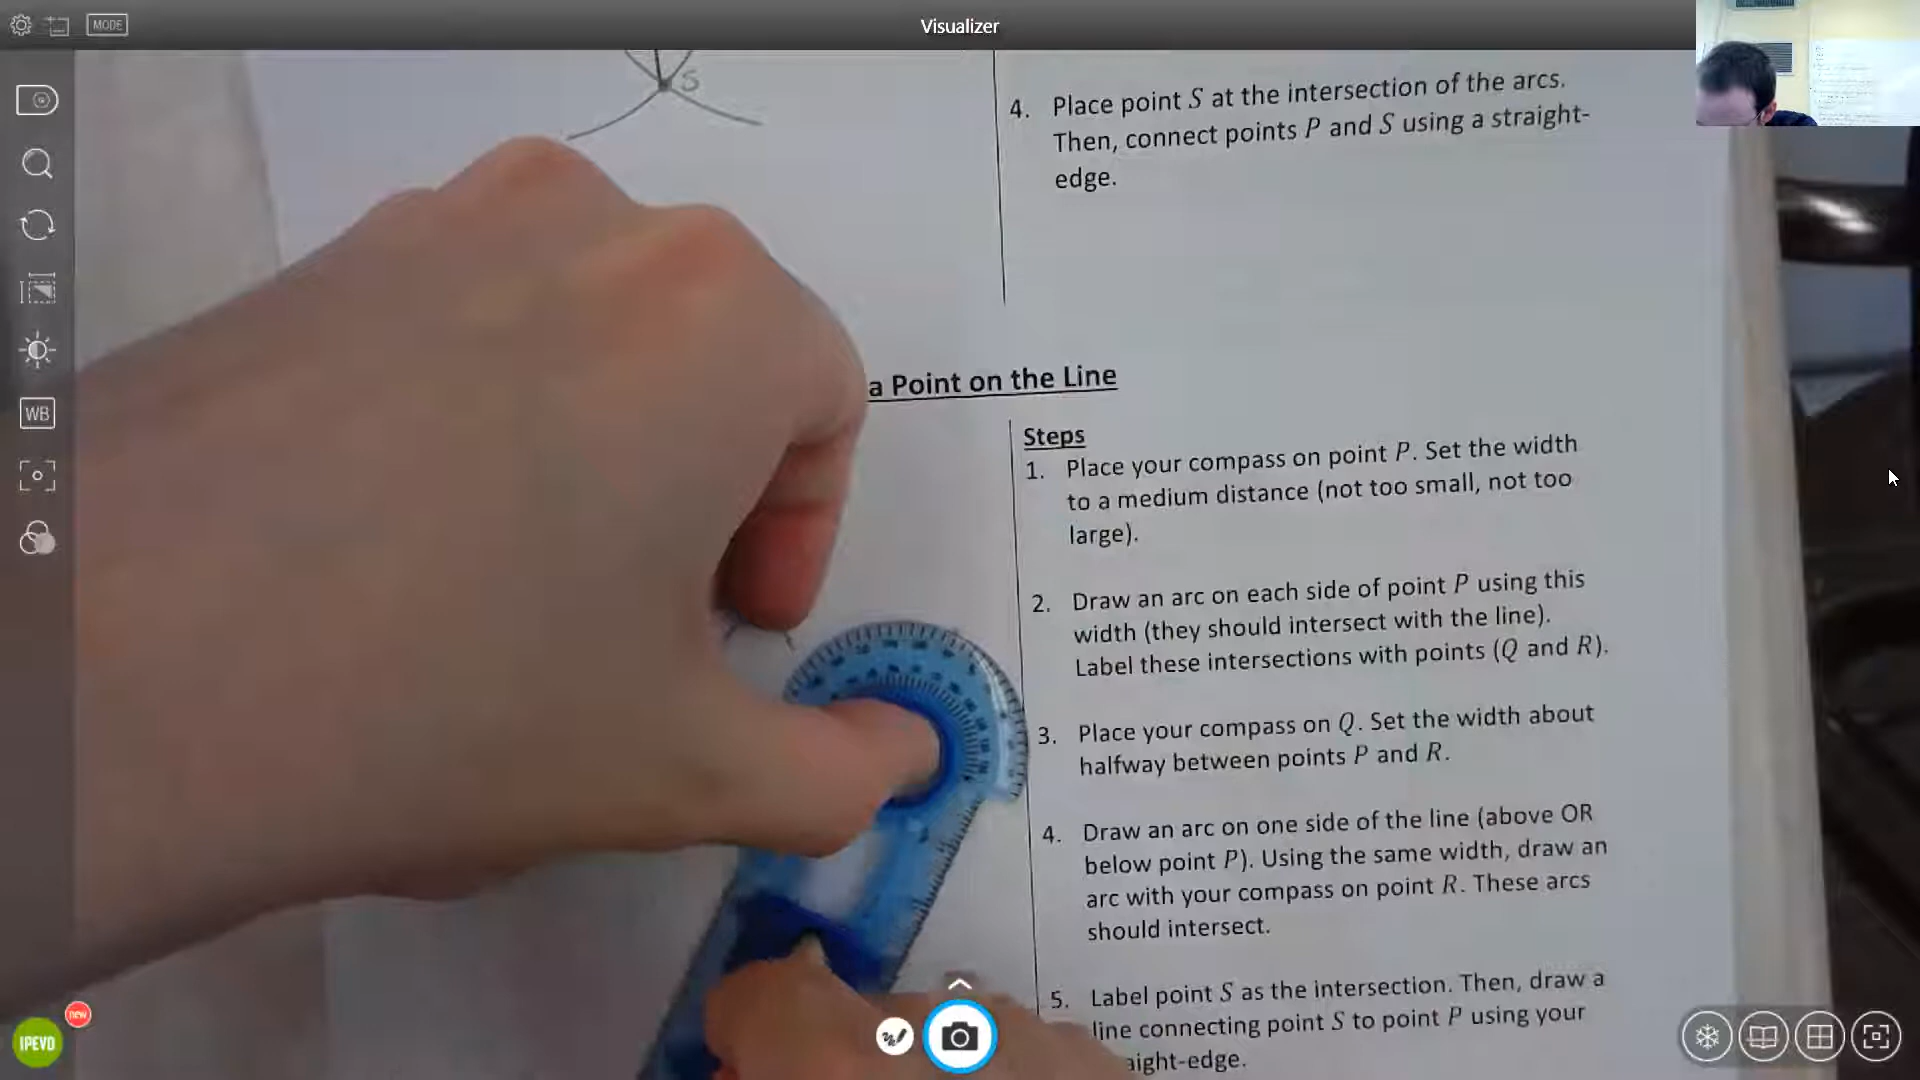 MODE
Visualizer
S
4. Place point S at the intersection of the arcs.
Then, connect points P and S using a straight-
edge.
a Point on the Line
Steps
1. Place your compass on point P. Set the width
to a medium distance (not too small, not too
large).
2. Draw an arc on each side of point P using this
width (they should intersect with the line).
Label these intersections with points (Q and R).
3. Place your compass on Q. Set the width about
halfway between points P and R.
4. Draw an arc on one side of the line (above OR
below point P). Using the same width, draw an
arc with your compass on point R. These arcs
should intersect.
5. Label point S as the intersection. Then, draw a
line connecting point S to point P using your
aight-edge.
WB
new
IPEVO